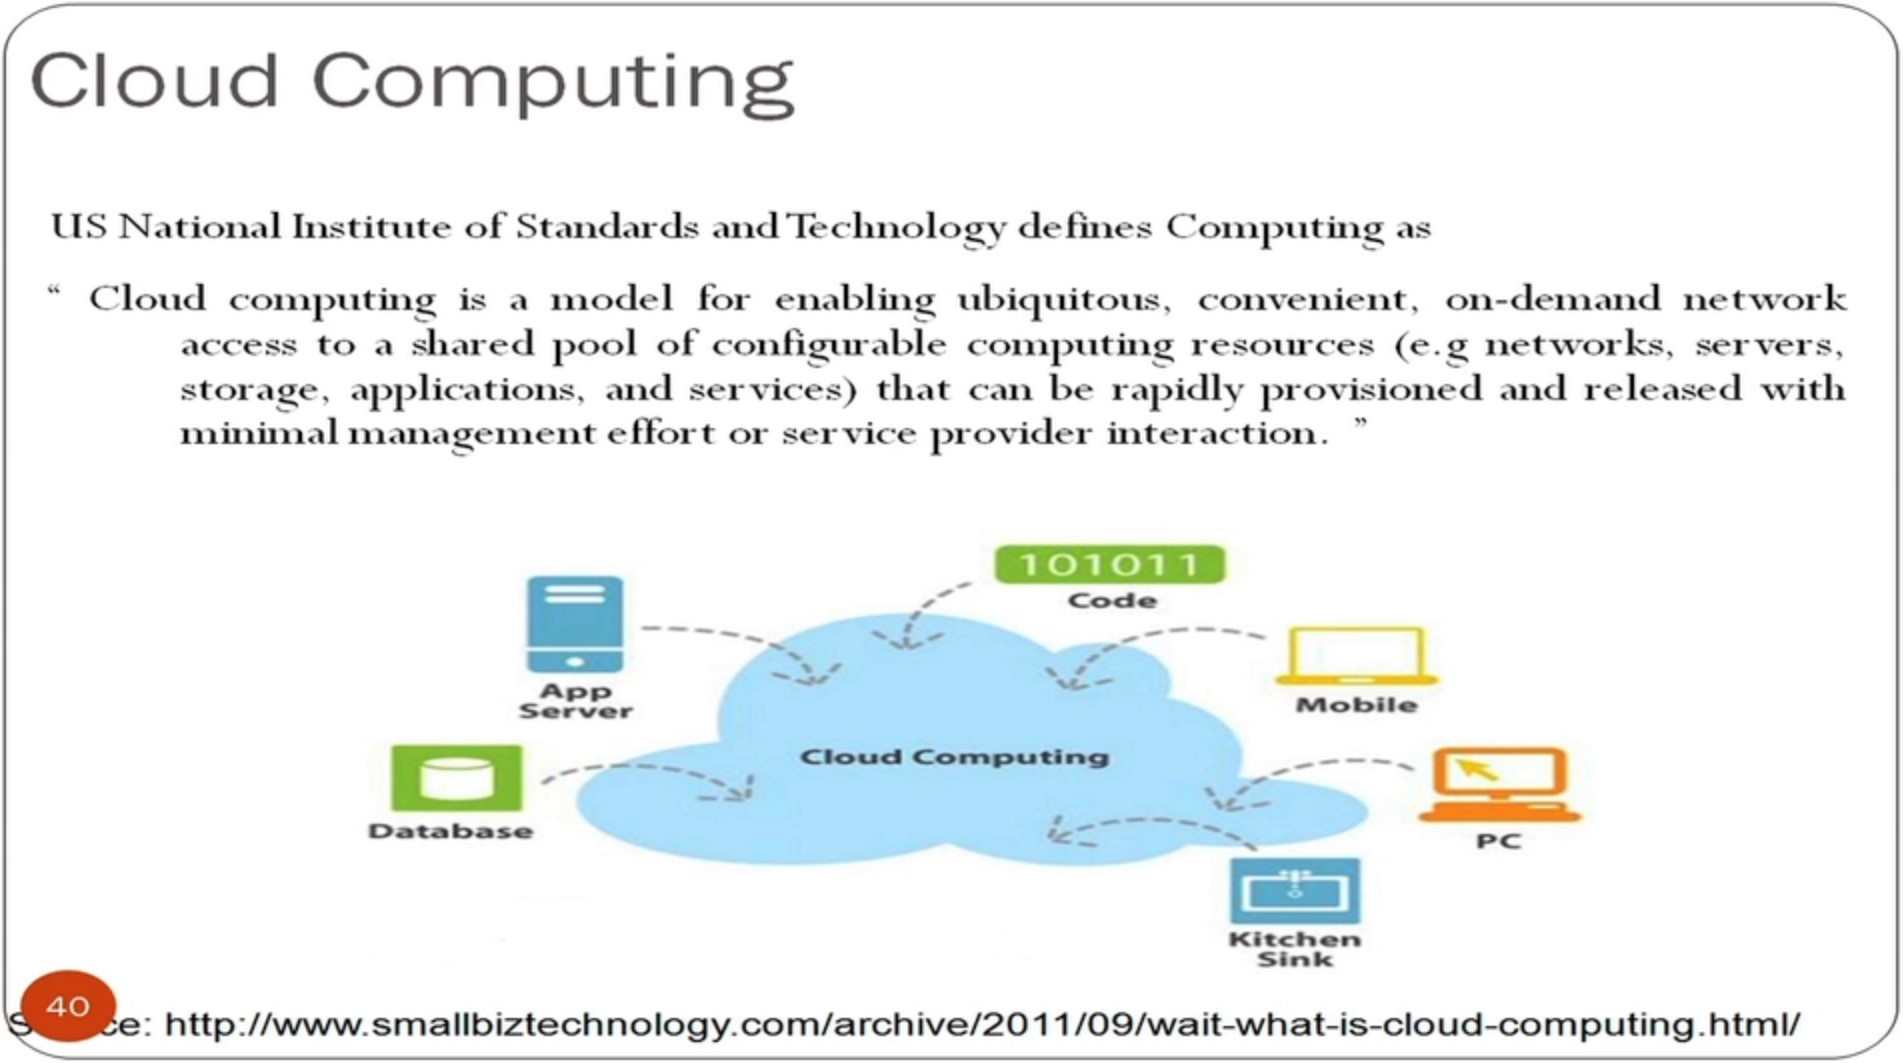 Cloud Computing
US National Institute of Standards and Technology defines Computing as
“ Cloud computing is a model for enabling ubiquitous, convenient, on-demand network
access to a shared pool of configurable computing resources (e.g networks, servers,
storage, applications, and services) that can be rapidly provisioned and released with
minimal management effort or service provider interaction. ”
101011
Code
App
Server
Mobile
Cloud Computing
Database
PC
Kitchen
Sink
40
ce: http://www.smallbiztechnology.com/archive/2011/09/wait-what-is-cloud-computing.html/